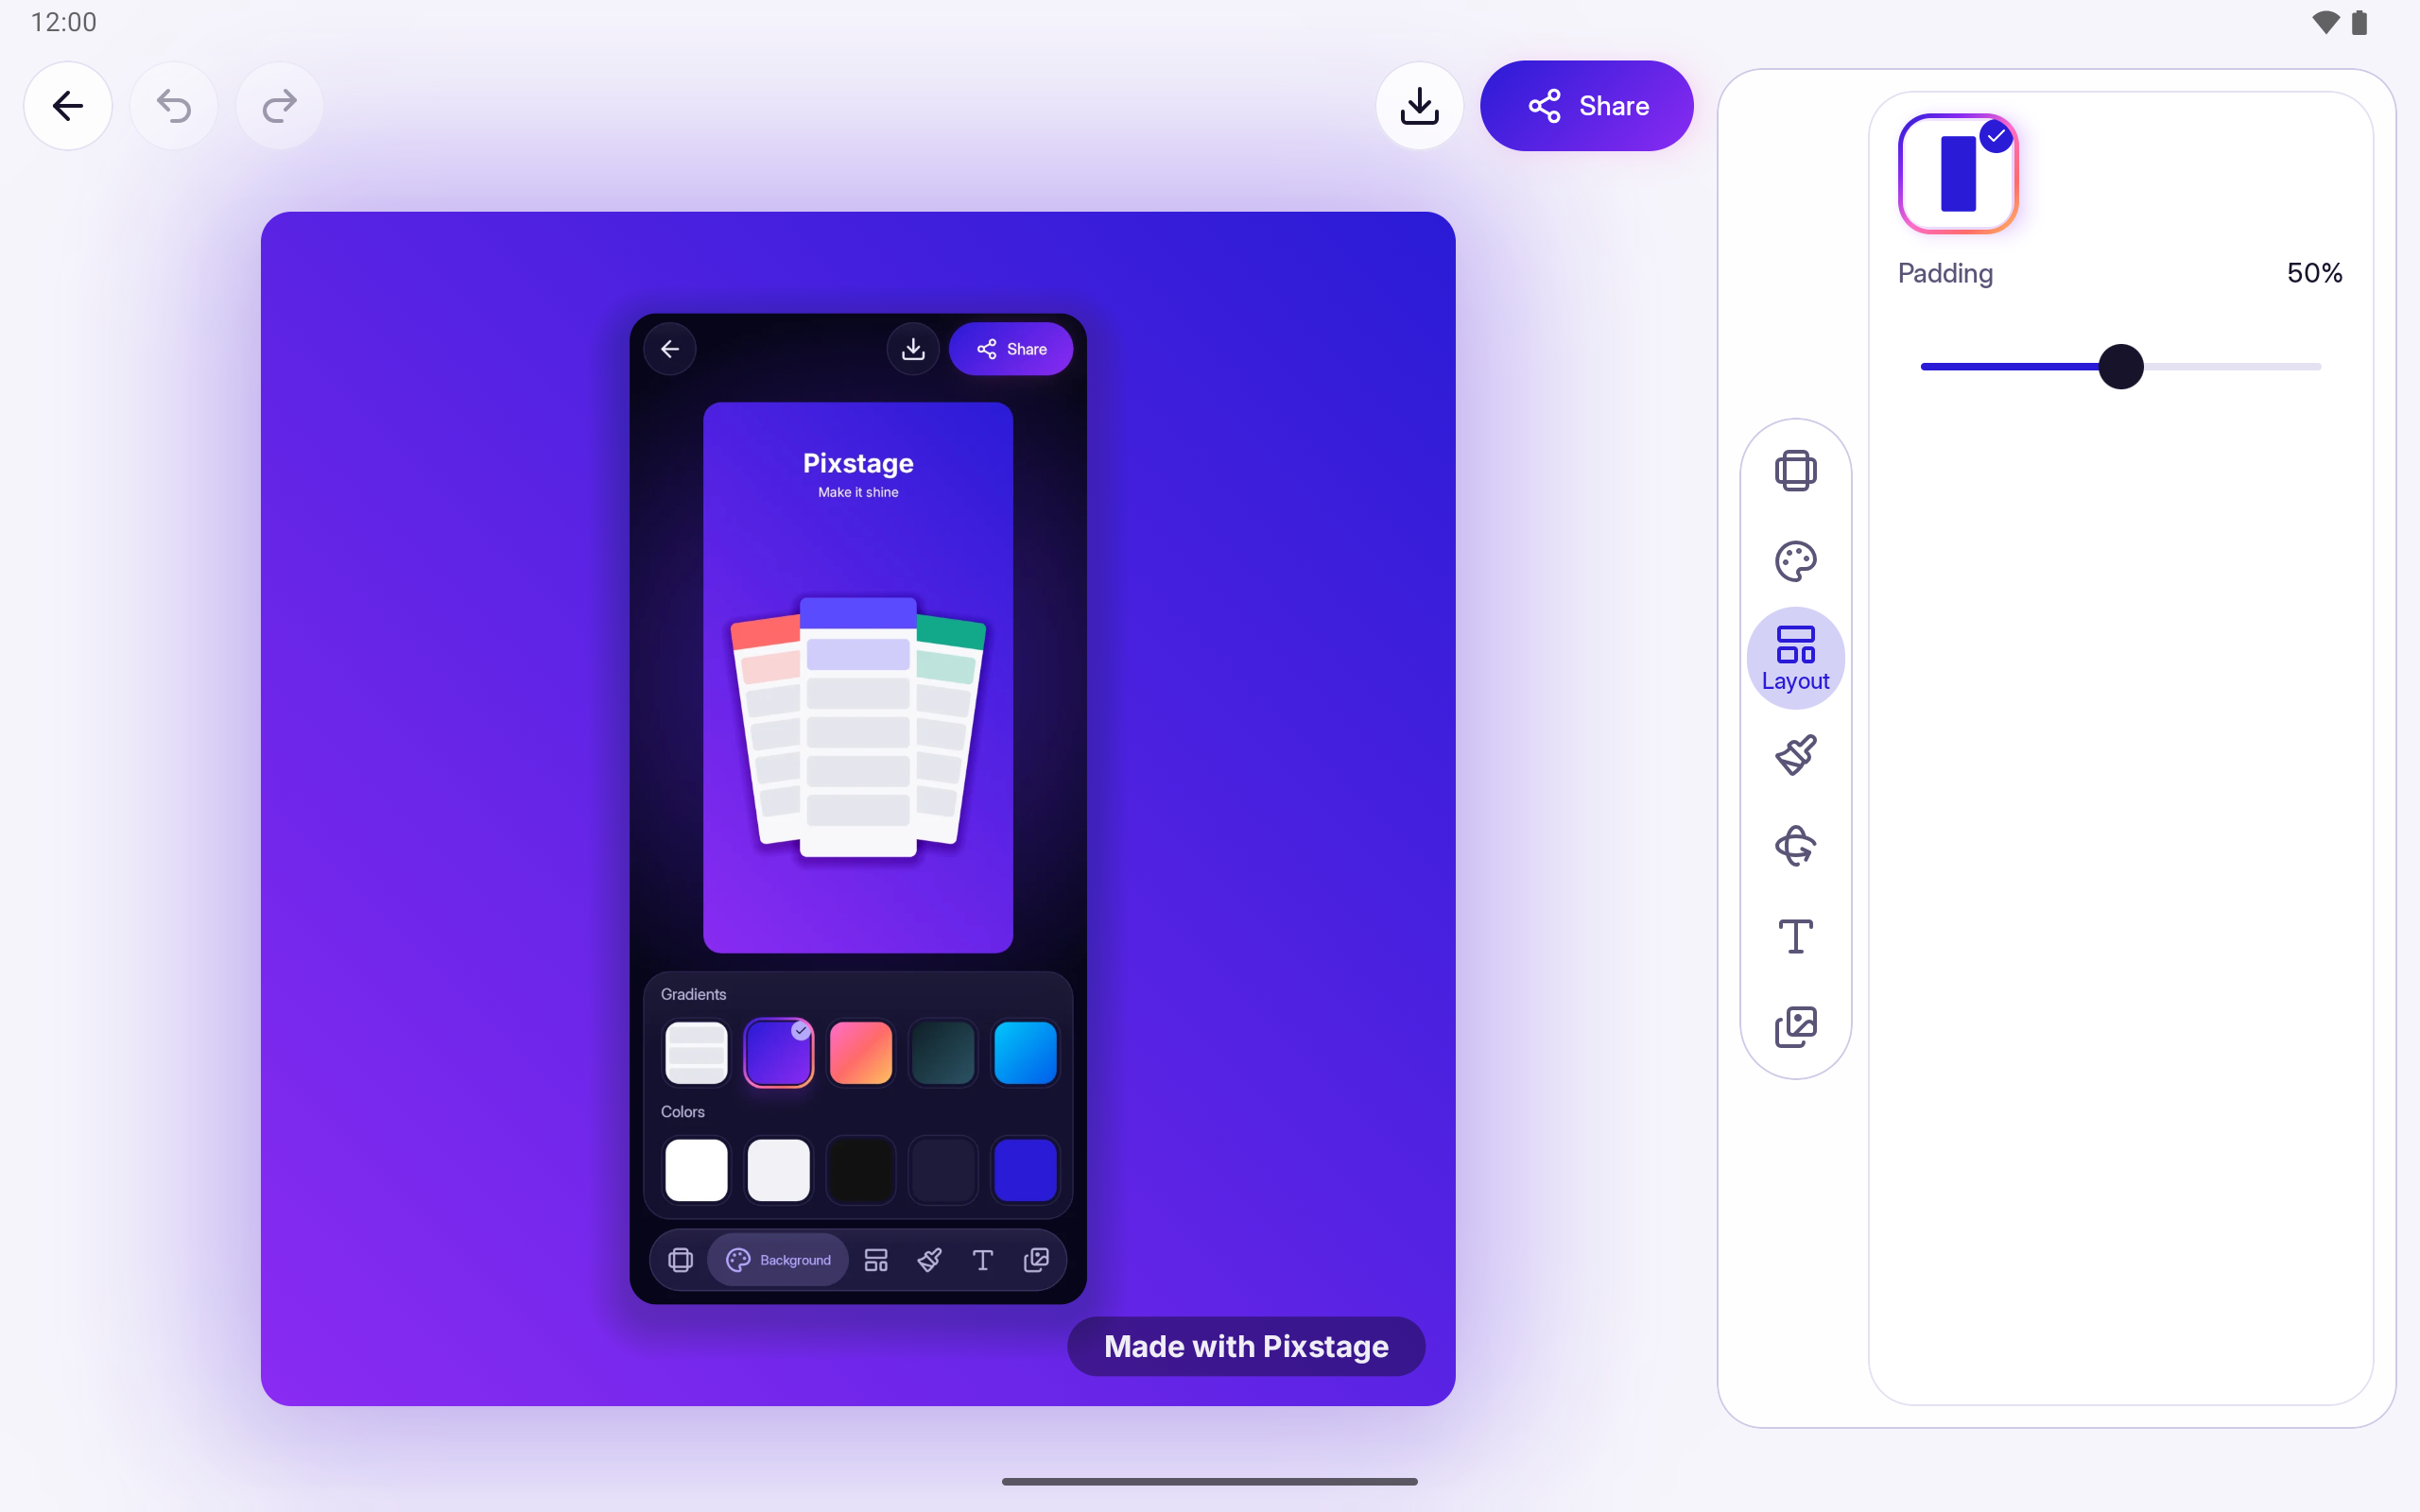 12:00
Share
Padding
50%
Layout
Share
Pixstage
Make it shine
Gradients
Colors
Background
Made with Pixstage